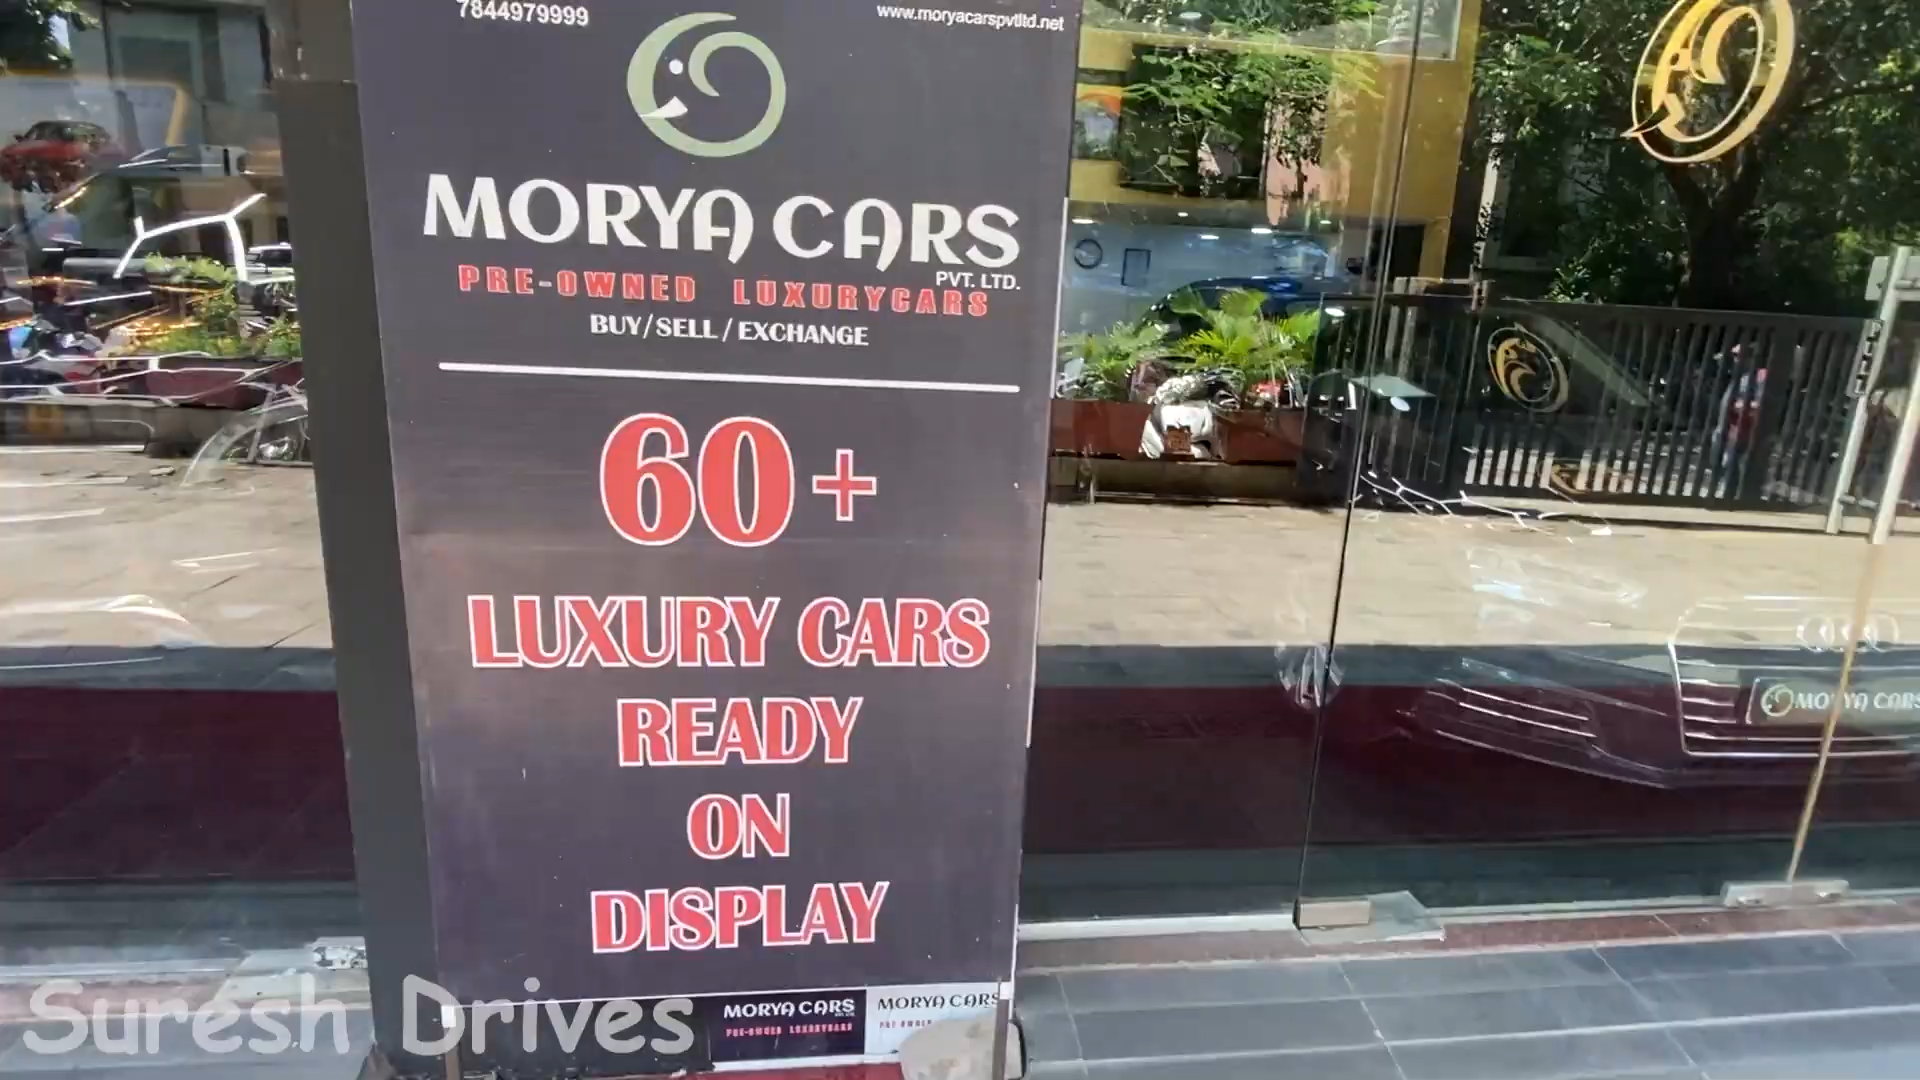 7844979999
www.moryacarspvtltd.net
MORYA CARS
PVT. LTD.
PRE-OWNED LUXURYCARS
BUY/SELL/EXCHANGE
60+
LUXURY CARS
READY
ON
DISPLAY
MORYA CARS
MORYA CARS
PRE-OWNED LUXURYCARS
MORYA CARS
Suresh Drives